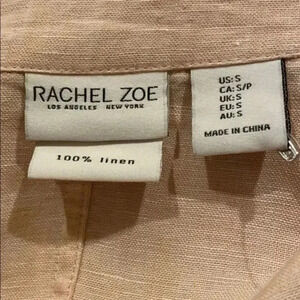 RACHEL ZOE
LOS ANGELES NEW YORK
100% linen
US: S
CA: S/P
UK: S
EU: S
AU: S
MADE IN CHINA